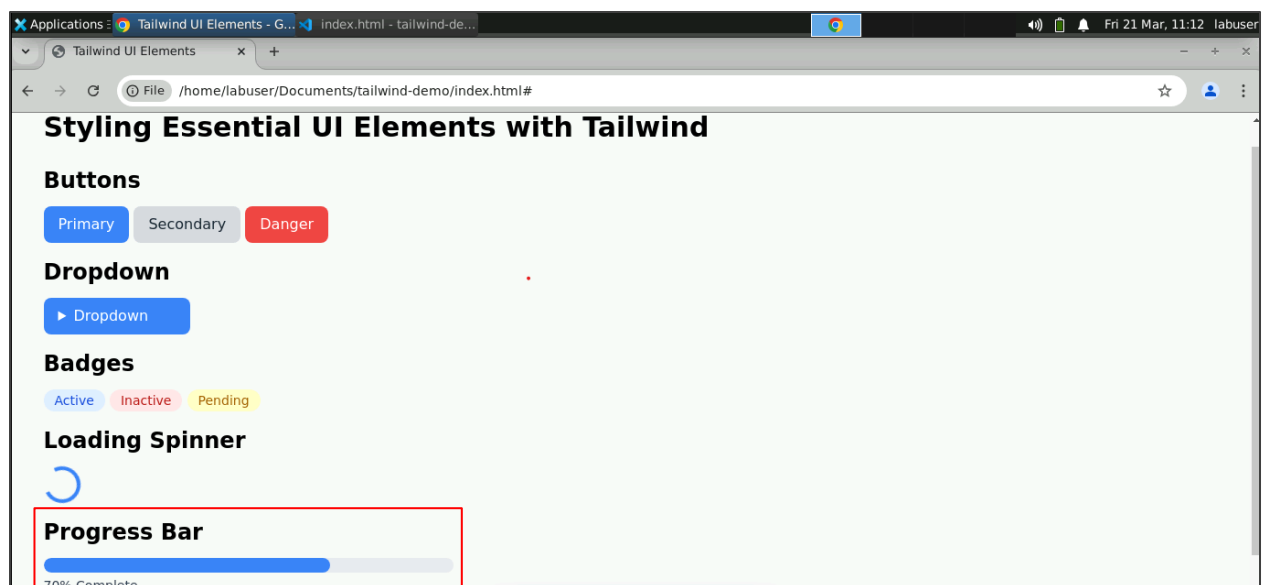 Applications : Tailwind UI Elements - G... index.html - tailwind-de... Fri 21 Mar, 11:12 labuser
Tailwind UI Elements × +
File /home/labuser/Documents/tailwind-demo/index.html#
Styling Essential UI Elements with Tailwind
Buttons
Primary Secondary Danger
Dropdown
Dropdown
Badges
Active Inactive Pending
Loading Spinner
Progress Bar
70% Complete